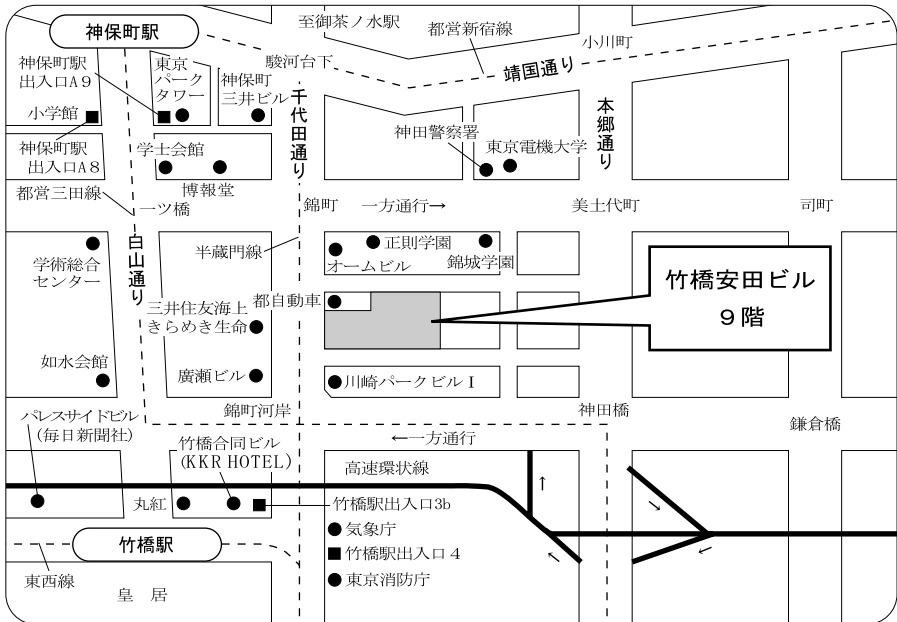 至御茶ノ水駅
都営新宿線
神保町駅
小川町
駿河台下
靖国通り
神保町駅
出入口A9
東京
パーク
タワー
神保町
三井ビル
千代田通り
本郷通り
小学館
神田警察署
東京電機大学
神保町駅
出入口A8
学士会館
博報堂
都営三田線
一ツ橋
錦町
一方通行→
美土代町
司町
白山通り
半蔵門線
正則学園
オームビル
錦城学園
学術総合
センター
竹橋安田ビル
9階
都自動車
三井住友海上
きらめき生命
如水会館
廣瀬ビル
川崎パークビルⅠ
パレスサイドビル
(毎日新聞社)
錦町河岸
神田橋
鎌倉橋
←一方通行
竹橋合同ビル
(KKR HOTEL)
高速環状線
丸紅
竹橋駅出入口3b
気象庁
竹橋駅
竹橋駅出入口4
東京消防庁
東西線
皇居